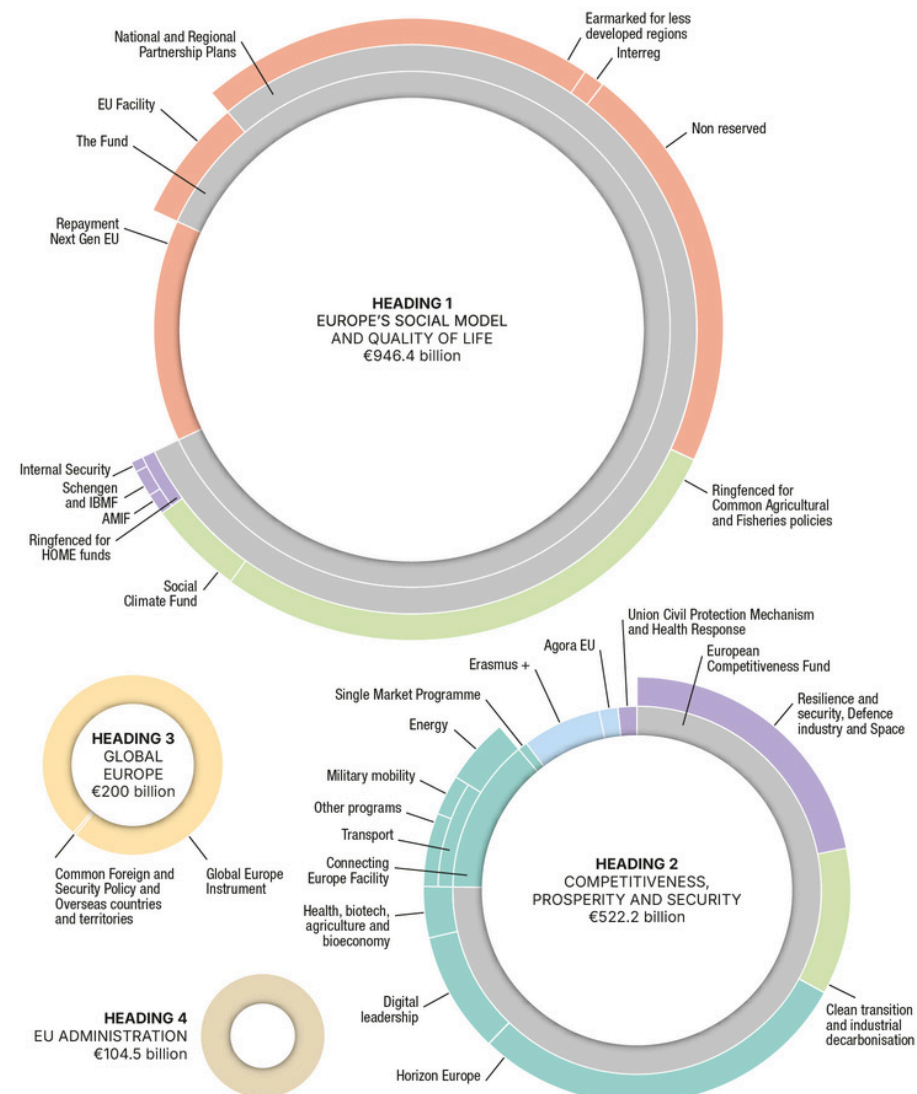 National and Regional
Partnership Plans
Earmarked for less
developed regions
Interreg
EU Facility
The Fund
Non reserved
Repayment
Next Gen EU
HEADING 1
EUROPE'S SOCIAL MODEL
AND QUALITY OF LIFE
€946.4 billion
Internal Security
Schengen
and IBMF
AMIF
Ringfenced for
HOME funds
Social
Climate Fund
Ringfenced for
Common Agricultural
and Fisheries policies
Union Civil Protection Mechanism
and Health Response
Agora EU
European
Competitiveness Fund
Erasmus +
Single Market Programme
Resilience and
security, Defence
industry and Space
Energy
Military mobility
Other programs
Transport
Connecting
Europe Facility
Health, biotech,
agriculture and
bioeconomy
Digital
leadership
Horizon Europe
HEADING 2
COMPETITIVENESS,
PROSPERITY AND SECURITY
€522.2 billion
Clean transition
and industrial
decarbonisation
HEADING 3
GLOBAL
EUROPE
€200 billion
Common Foreign and
Security Policy and
Overseas countries
and territories
Global Europe
Instrument
HEADING 4
EU ADMINISTRATION
€104.5 billion